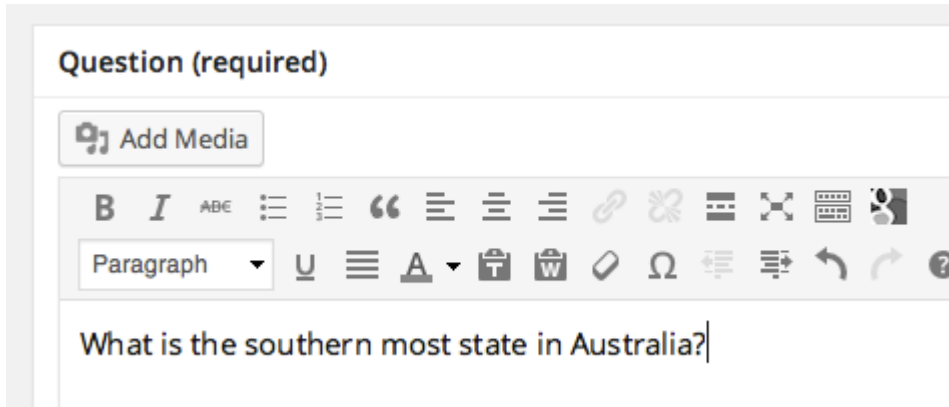 Question (required)
Add Media
B I ABC
Paragraph U A T W Ω ?
What is the southern most state in Australia?